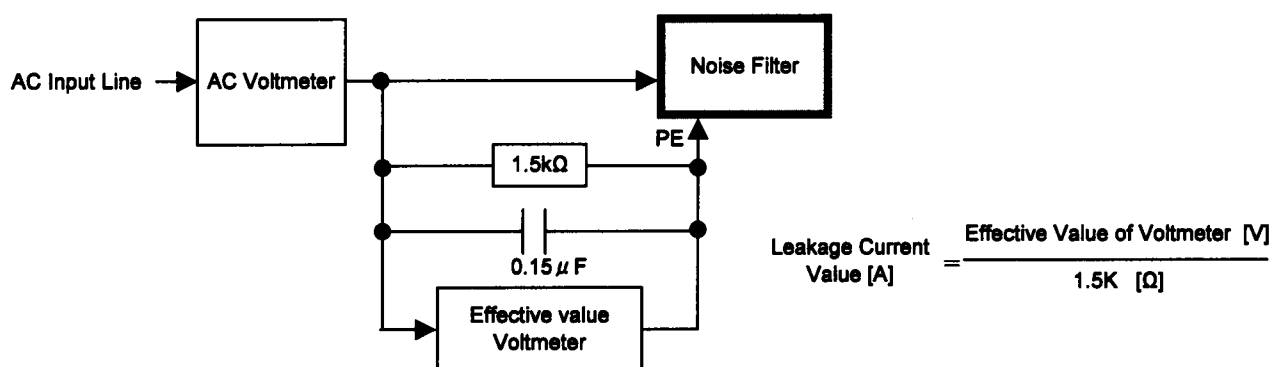 AC Input Line
AC Voltmeter
Noise Filter
PE
1.5kΩ
0.15μF
Effective value
Voltmeter
Leakage Current
Value [A]
=
Effective Value of Voltmeter [V]
1.5K [Ω]